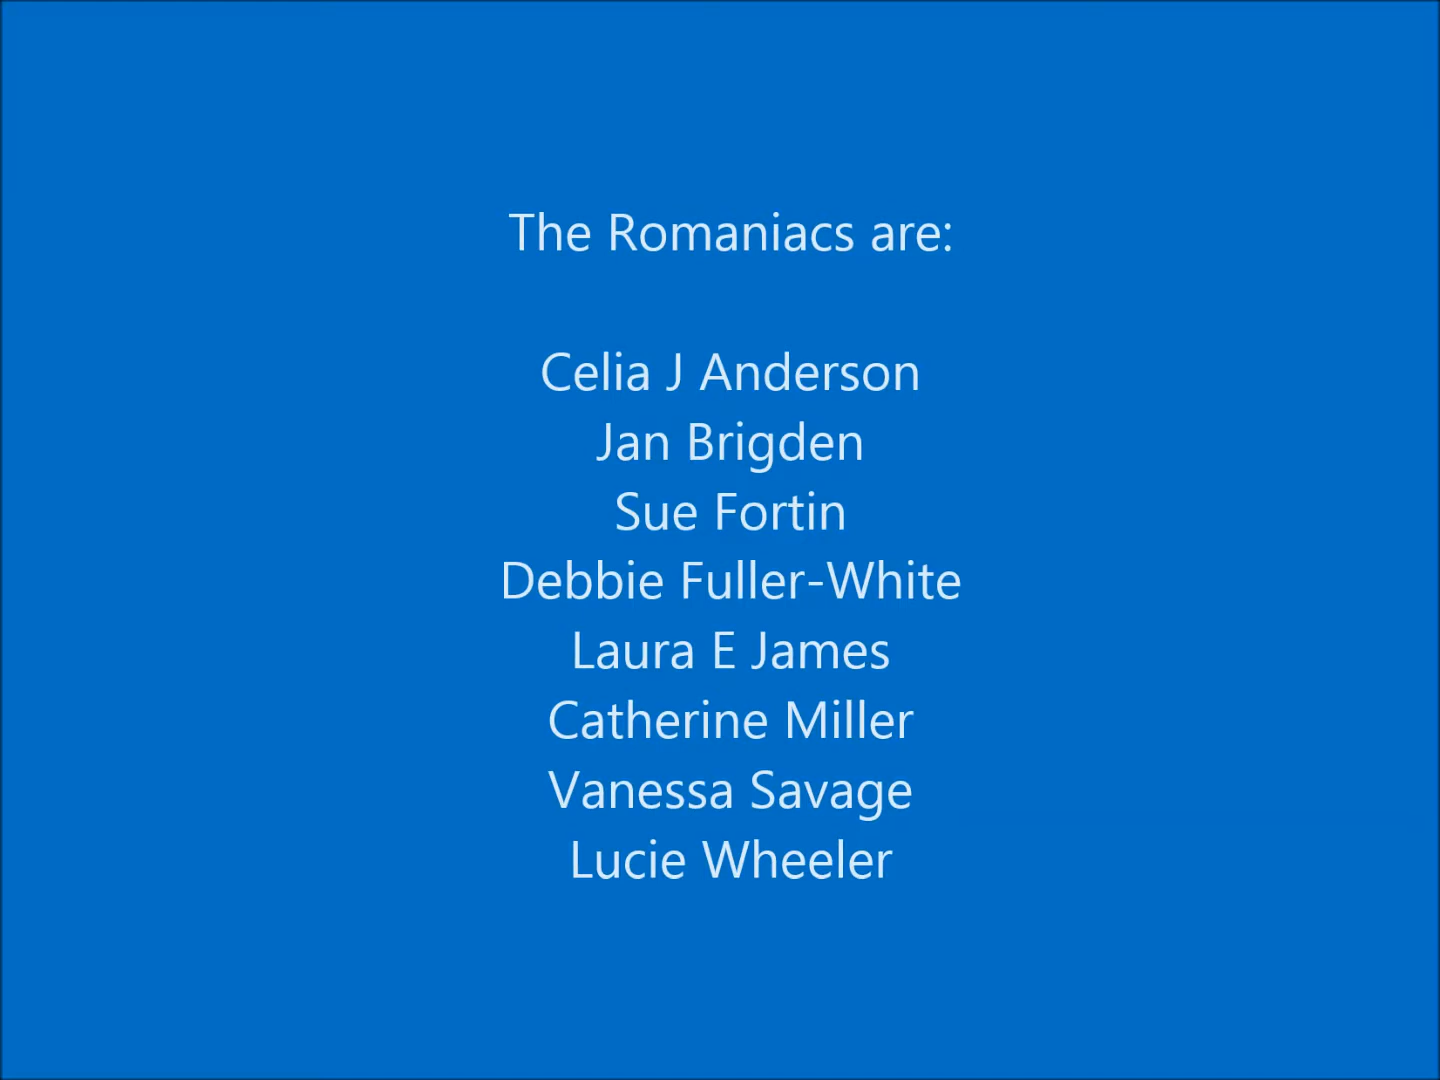 The Romaniacs are:
Celia J Anderson
Jan Brigden
Sue Fortin
Debbie Fuller-White
Laura E James
Catherine Miller
Vanessa Savage
Lucie Wheeler